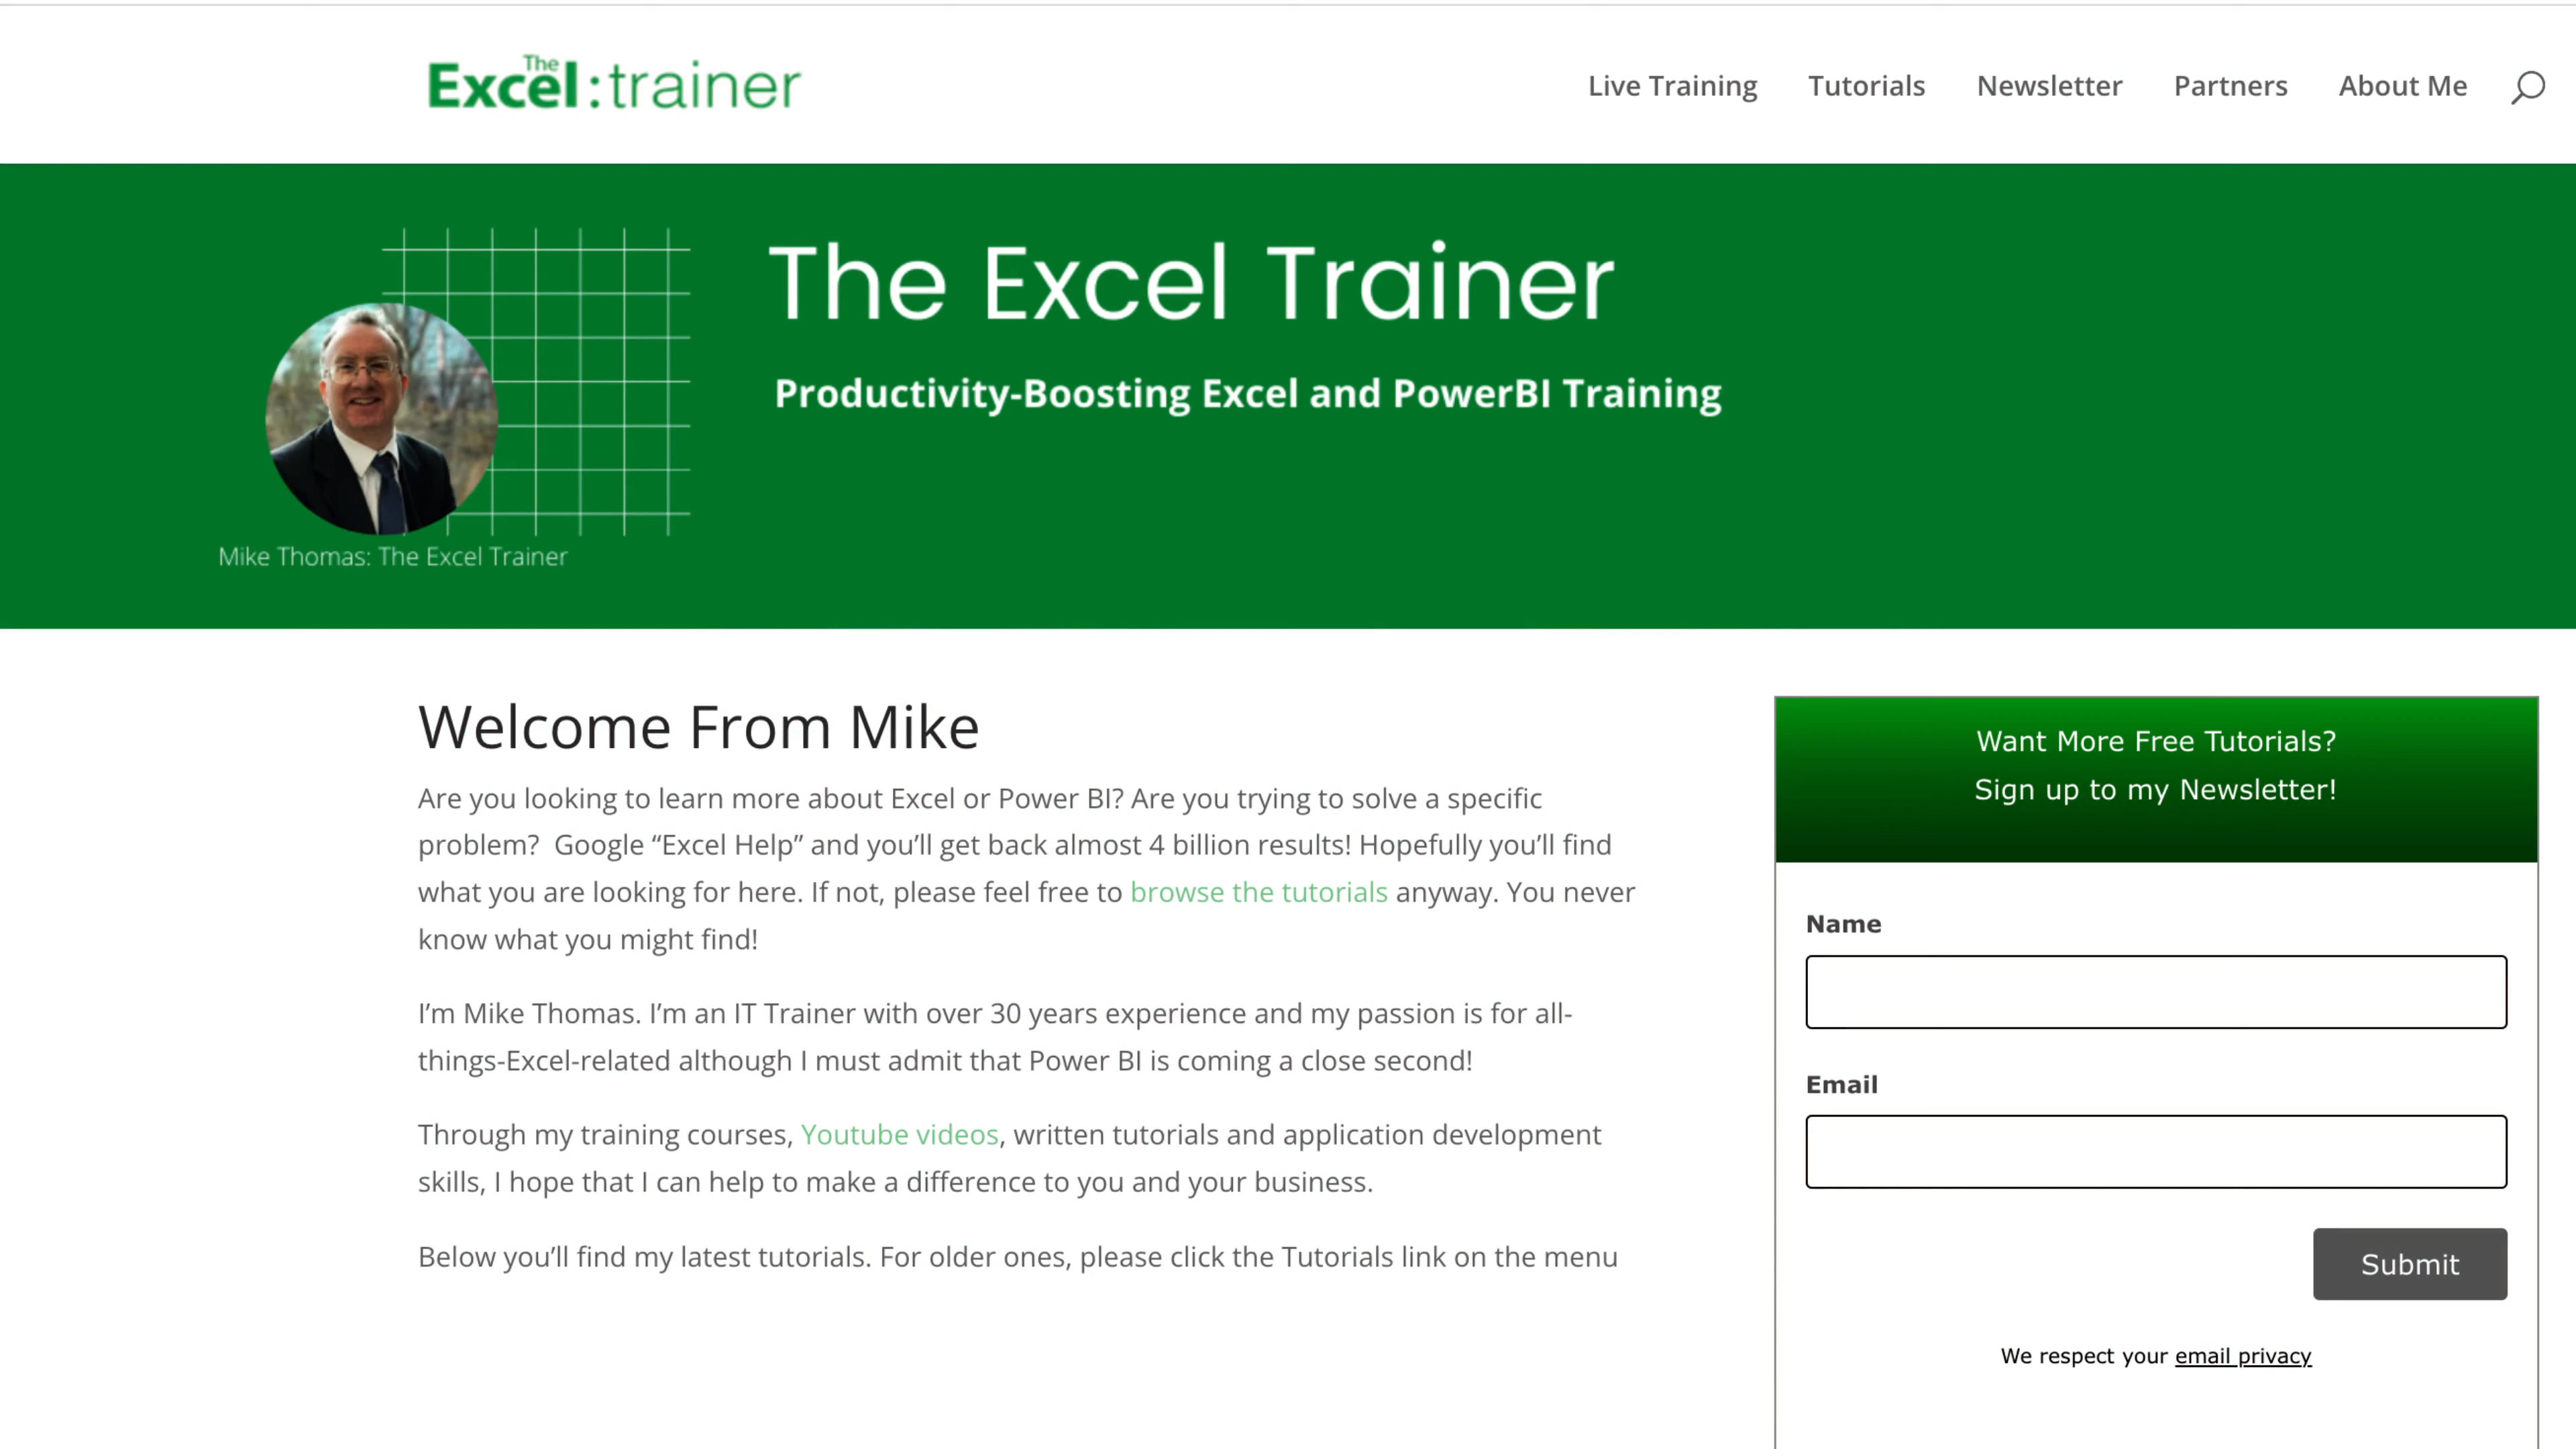 The
Excel:trainer
Live Training
Tutorials
Newsletter
Partners
About Me
The Excel Trainer
Productivity-Boosting Excel and PowerBI Training
Mike Thomas: The Excel Trainer
Welcome From Mike
Are you looking to learn more about Excel or Power BI? Are you trying to solve a specific
problem?  Google “Excel Help” and you’ll get back almost 4 billion results! Hopefully you’ll find
what you are looking for here. If not, please feel free to browse the tutorials anyway. You never
know what you might find!
I’m Mike Thomas. I’m an IT Trainer with over 30 years experience and my passion is for all-
things-Excel-related although I must admit that Power BI is coming a close second!
Through my training courses, Youtube videos, written tutorials and application development
skills, I hope that I can help to make a difference to you and your business.
Below you’ll find my latest tutorials. For older ones, please click the Tutorials link on the menu
Want More Free Tutorials?
Sign up to my Newsletter!
Name
Email
Submit
We respect your email privacy